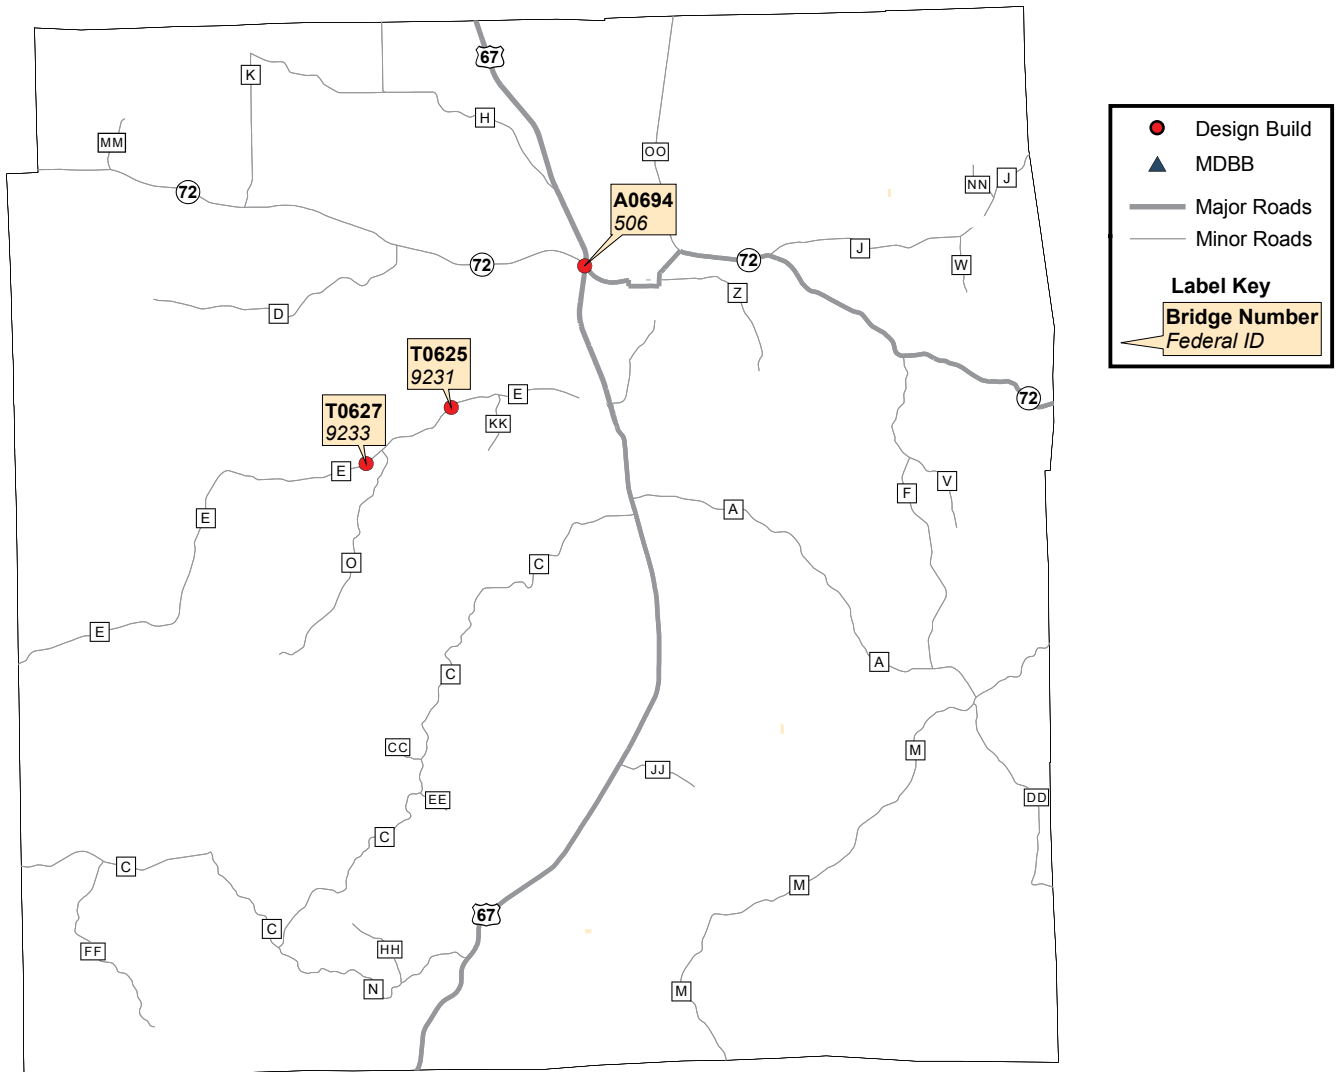 67
K
H
MM
OO
72
NN
J
A0694
506
72
72
J
W
Z
D
T0625
9231
E
KK
T0627
9233
E
72
V
F
E
A
C
O
E
A
C
CC
M
JJ
EE
DD
C
C
M
67
C
HH
FF
N
M
Design Build
MDBB
Major Roads
Minor Roads
Label Key
Bridge Number
Federal ID